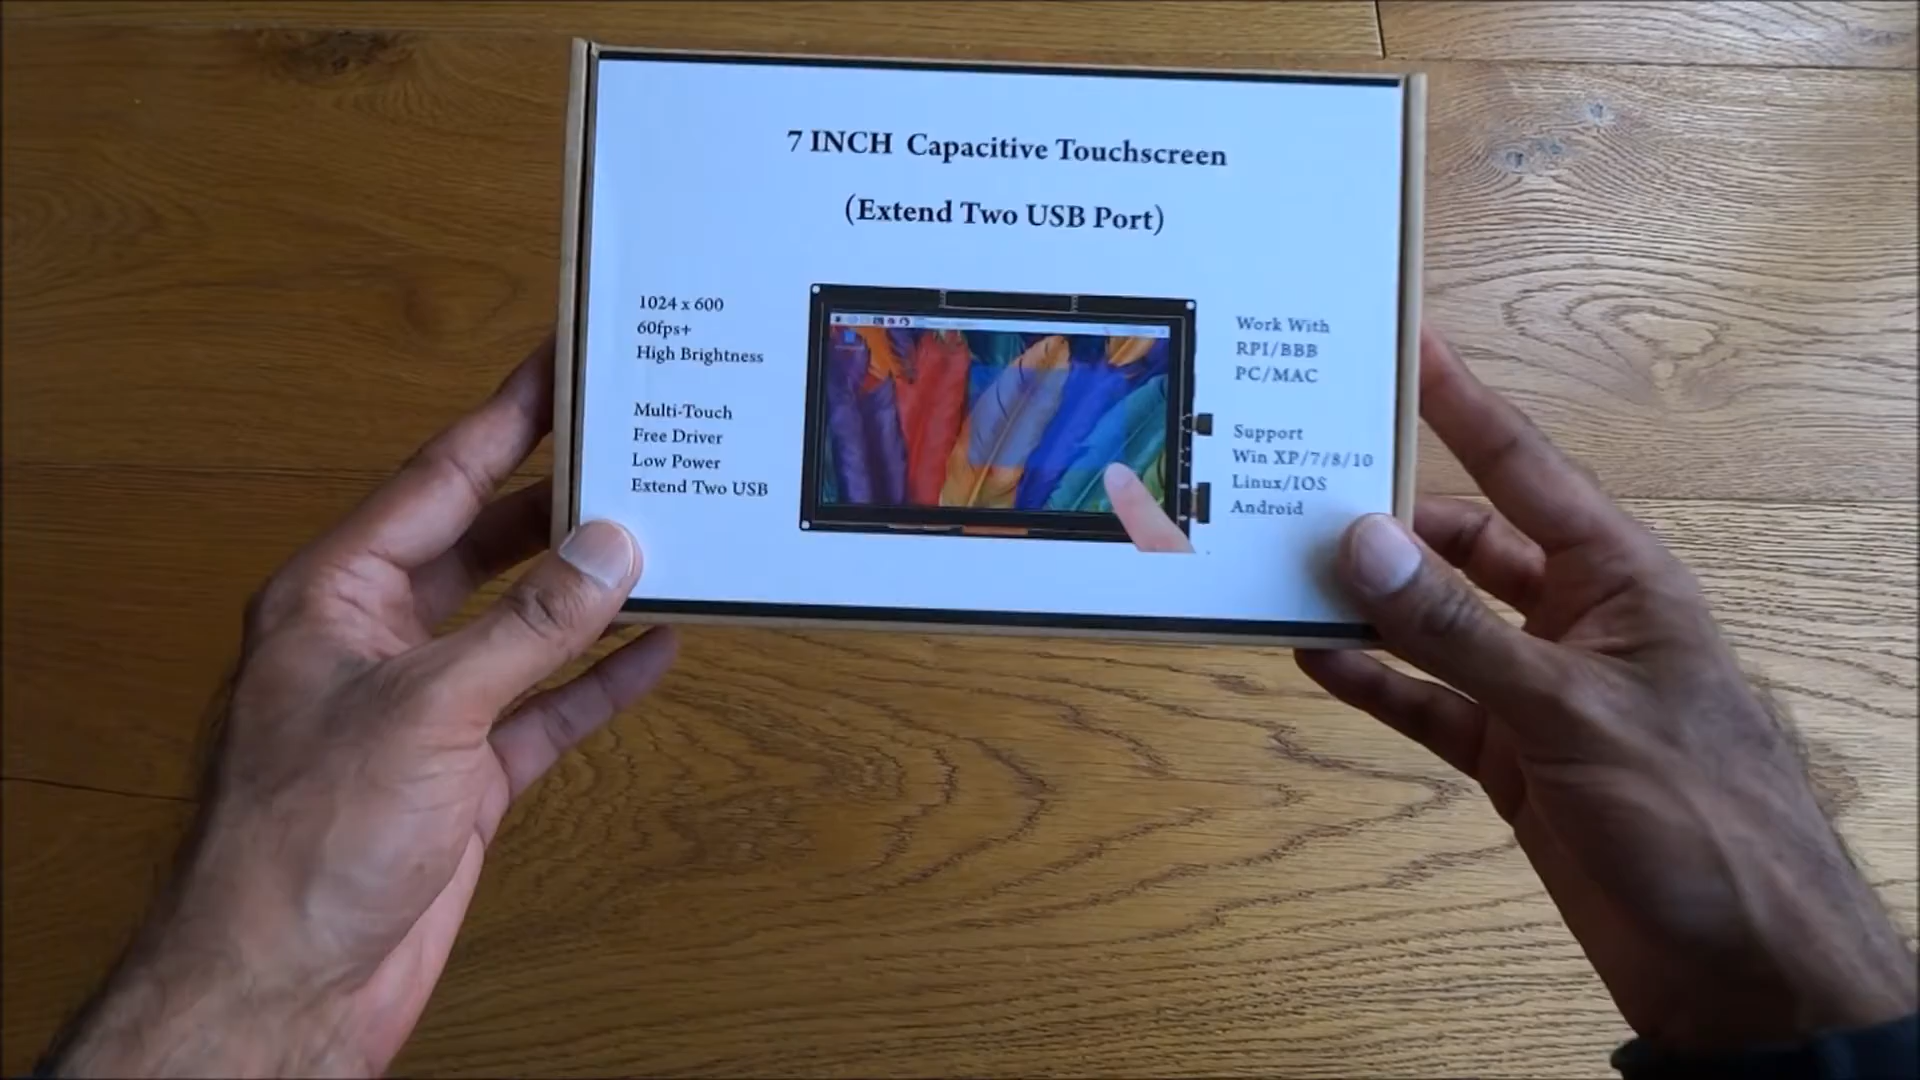 7 INCH Capacitive Touchscreen
(Extend Two USB Port)
1024 x 600
60fps+
High Brightness
Multi-Touch
Free Driver
Low Power
Extend Two USB
Work With
RPI/BBB
PC/MAC
Support
Win XP/7/8/10
Linux/IOS
Android